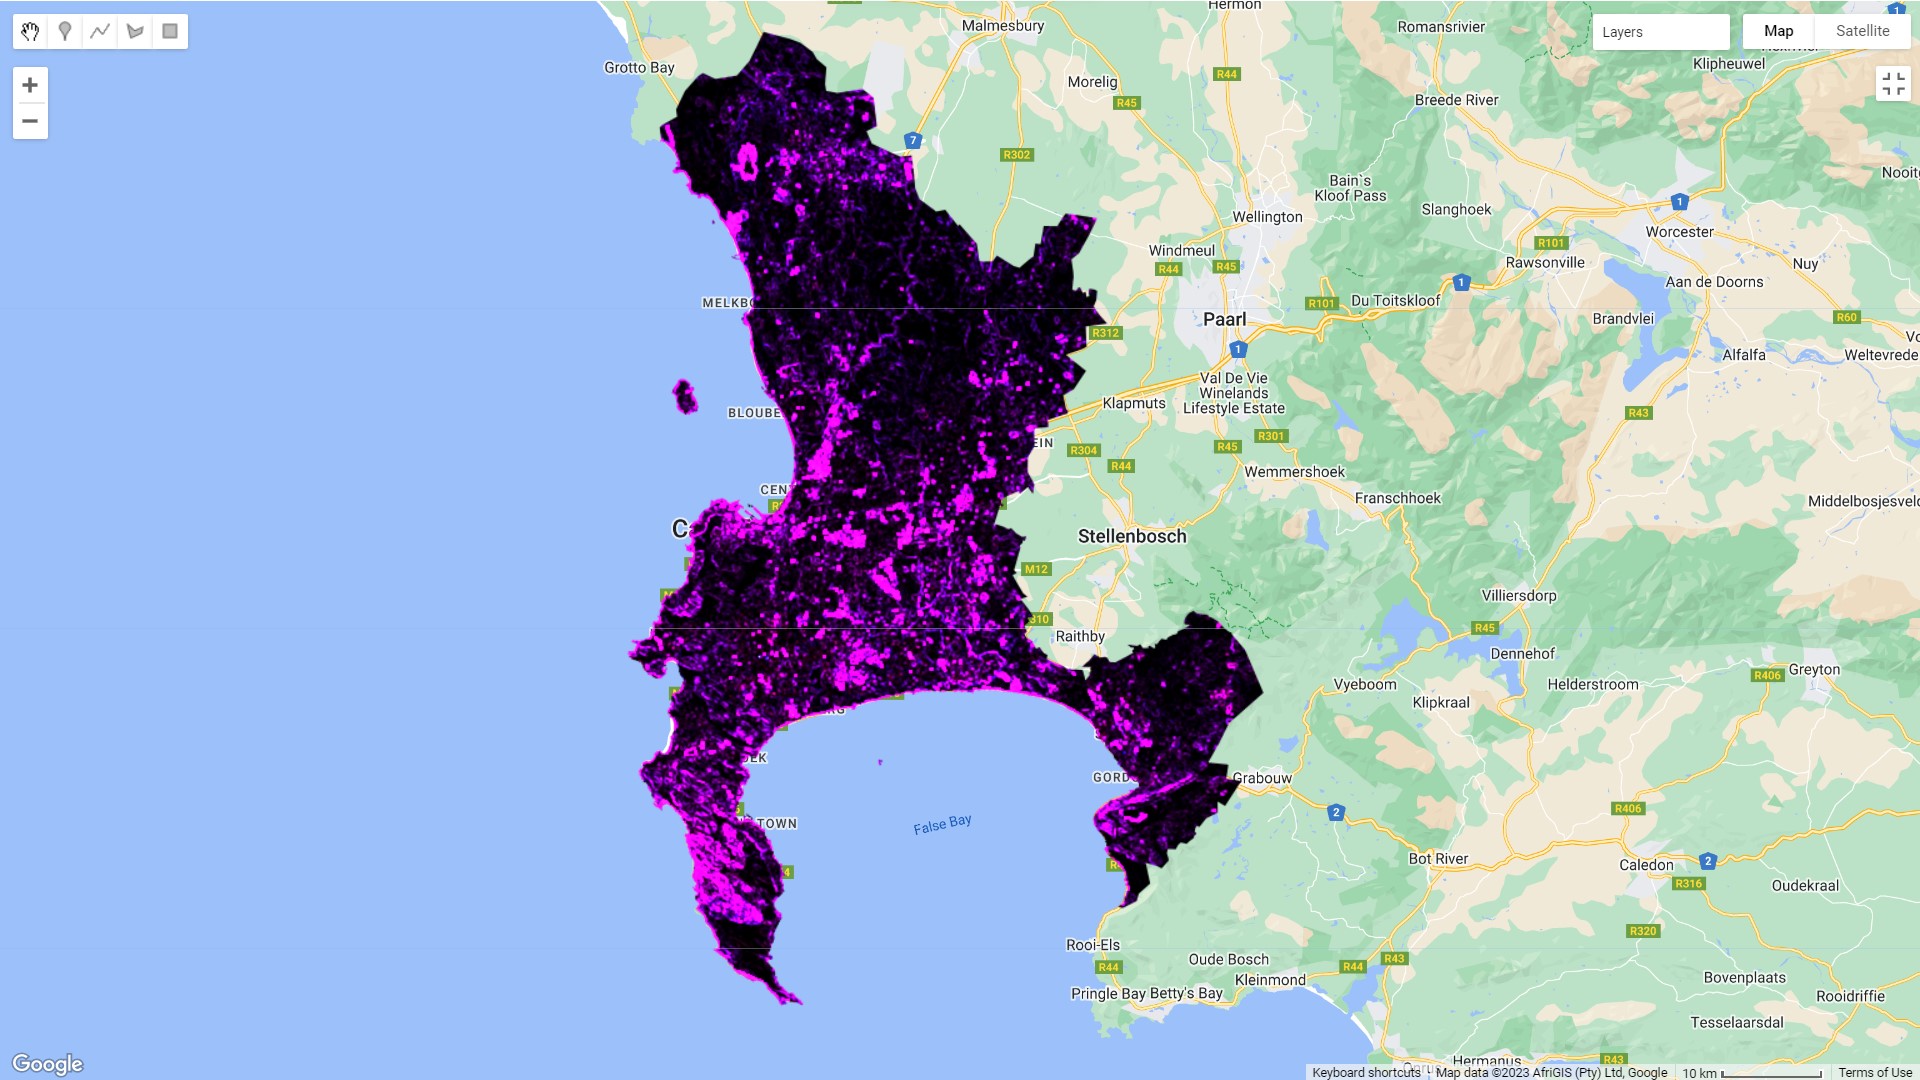 Hermon
Malmesbury
Romansrivier
Layers
Map
Satellite
1
Klipheuwel
Grotto Bay
R44
Morelig
R45
Breede River
7
R302
Bain`s
Kloof Pass
Slanghoek
1
Wellington
Worcester
Windmeul
R44
R45
R101
Rawsonville
Nuy
Aan de Doorns
1
Du Toitskloof
R101
MELKBO
Paarl
Brandvlei
R60
R312
1
Alfalfa
Weltevrede
Val De Vie
Winelands
Lifestyle Estate
Klapmuts
BLOUBE
R43
EIN
R304
R44
R45
R301
Wemmershoek
CENT
Franschhoek
Middelbosjesveld
Stellenbosch
M12
Villiersdorp
Raithby
R45
Dennehof
Greyton
R406
Vyeboom
Helderstroom
Klipkraal
GORD
Grabouw
TOWN
False Bay
2
R406
Bot River
Caledon
2
R316
Oudekraal
R320
Rooi-Els
R44
Oude Bosch
Kleinmond
R44
R43
Bovenplaats
Pringle Bay
Betty's Bay
Rooidriffie
Tesselaarsdal
Hermanus
R43
Google
Keyboard shortcuts
Map data ©2023 AfriGIS (Pty) Ltd, Google
10 km
Terms of Use